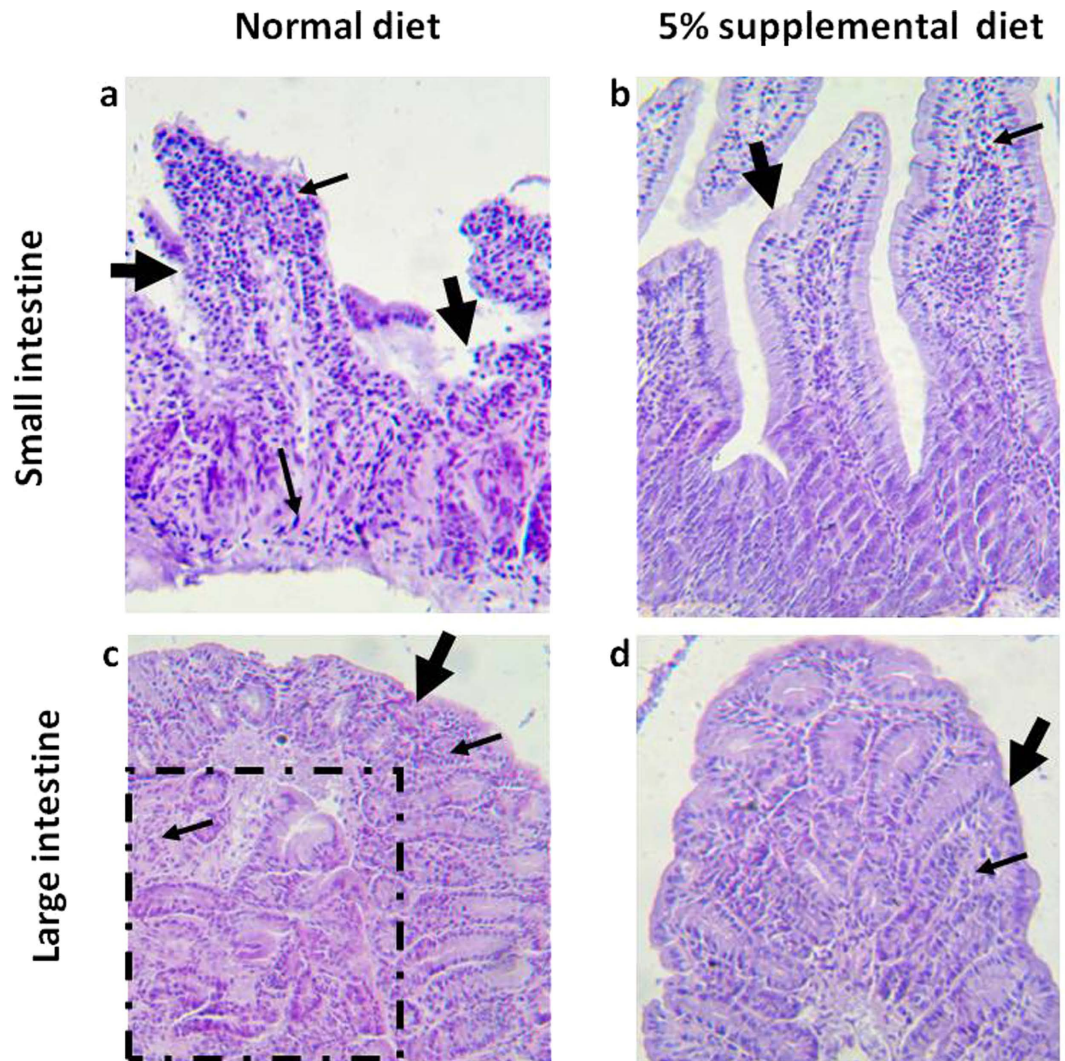 Normal diet
5% supplemental diet
a
b
Small intestine
c
d
Large intestine